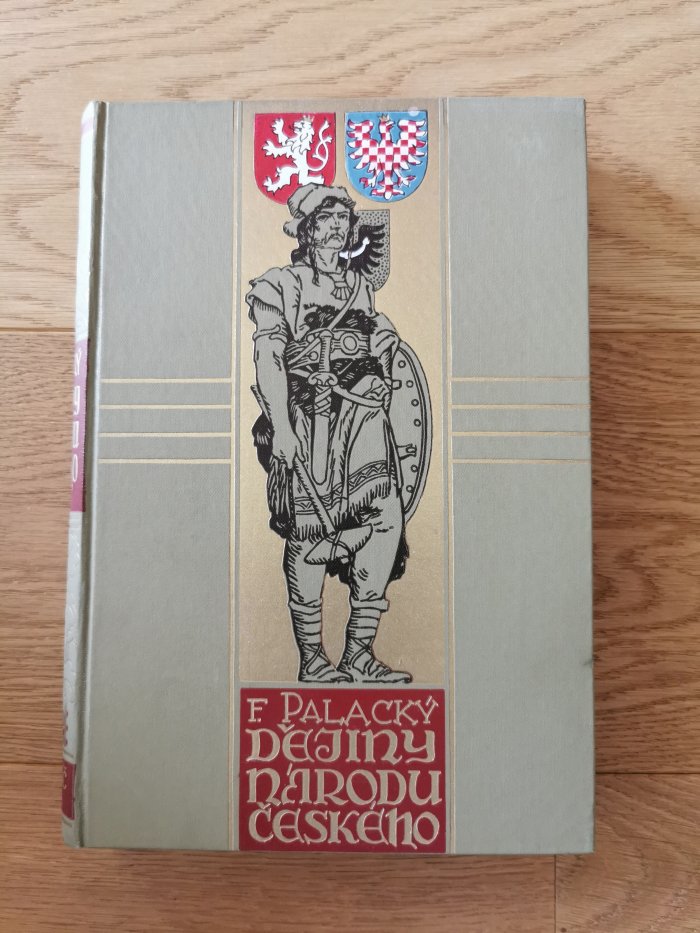 F. PALACKÝ
DĚJINY
NÁRODU
ČESKÉHO